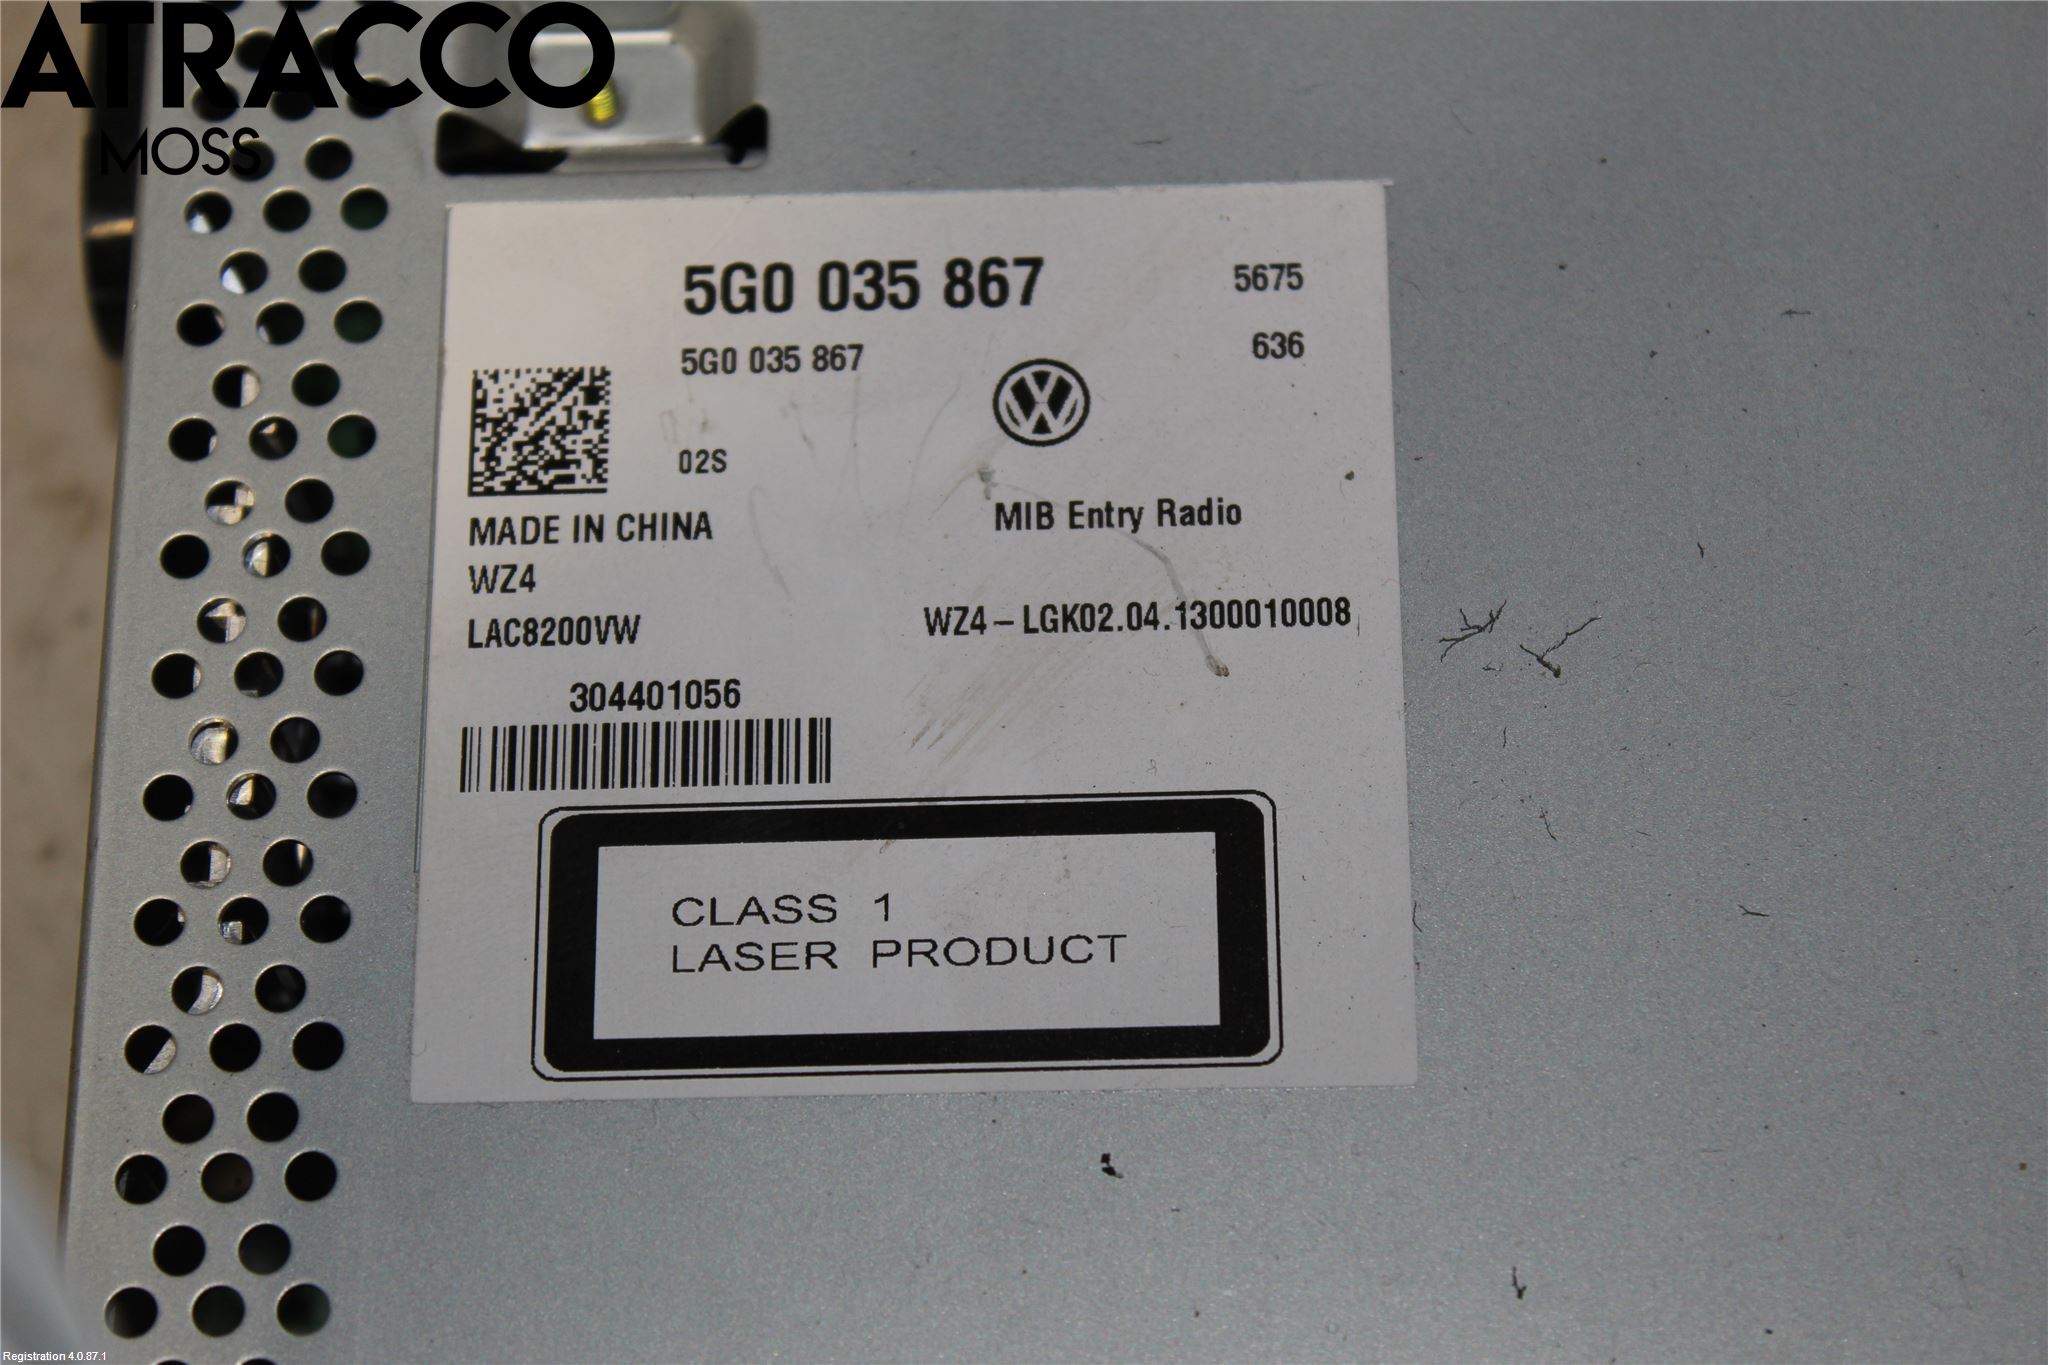 ATRACCO
MOSS
5G0 035 867 5675
5G0 035 867 636
02S
MADE IN CHINA MIB Entry Radio
WZ4
LAC8200VW WZ4-LGK02.04.1300010008
304401056
CLASS 1
LASER PRODUCT
Registration 4.0.87.1